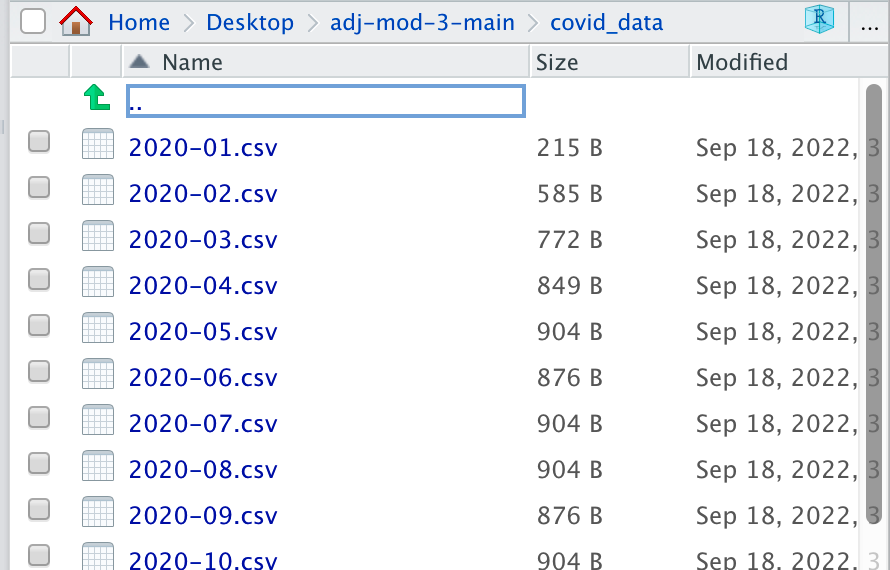 Home Desktop adj-mod-3-main covid_data R ...
Name Size Modified
..
2020-01.csv 215 B Sep 18, 2022, 3
2020-02.csv 585 B Sep 18, 2022, 3
2020-03.csv 772 B Sep 18, 2022, 3
2020-04.csv 849 B Sep 18, 2022, 3
2020-05.csv 904 B Sep 18, 2022, 3
2020-06.csv 876 B Sep 18, 2022, 3
2020-07.csv 904 B Sep 18, 2022, 3
2020-08.csv 904 B Sep 18, 2022, 3
2020-09.csv 876 B Sep 18, 2022, 3
2020-10.csv 904 B Sep 18, 2022, 3